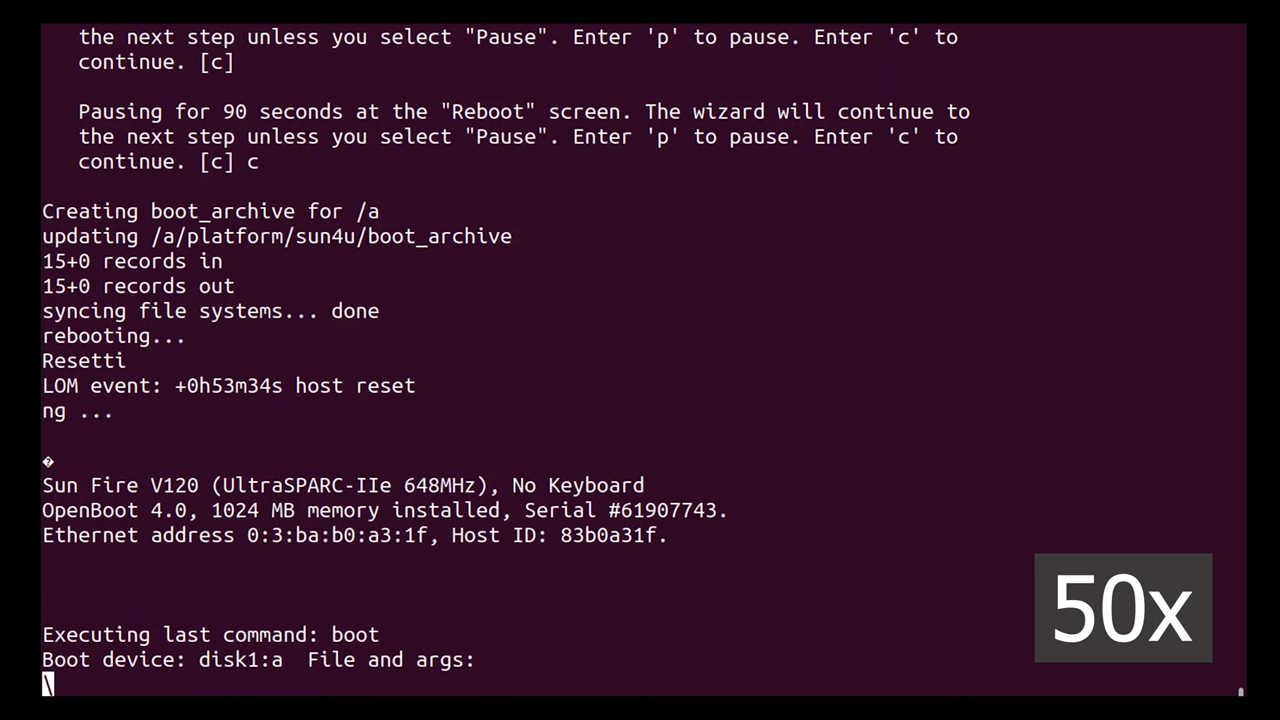 the next step unless you select "Pause". Enter 'p' to pause. Enter 'c' to
continue. [c]
Pausing for 90 seconds at the "Reboot" screen. The wizard will continue to
the next step unless you select "Pause". Enter 'p' to pause. Enter 'c' to
continue. [c] c
Creating boot_archive for /a
updating /a/platform/sun4u/boot_archive
15+0 records in
15+0 records out
syncing file systems... done
rebooting...
Resetti
LOM event: +0h53m34s host reset
ng ...
�
Sun Fire V120 (UltraSPARC-IIe 648MHz), No Keyboard
OpenBoot 4.0, 1024 MB memory installed, Serial #61907743.
Ethernet address 0:3:ba:b0:a3:1f, Host ID: 83b0a31f.
Executing last command: boot
Boot device: disk1:a  File and args:
\
50x